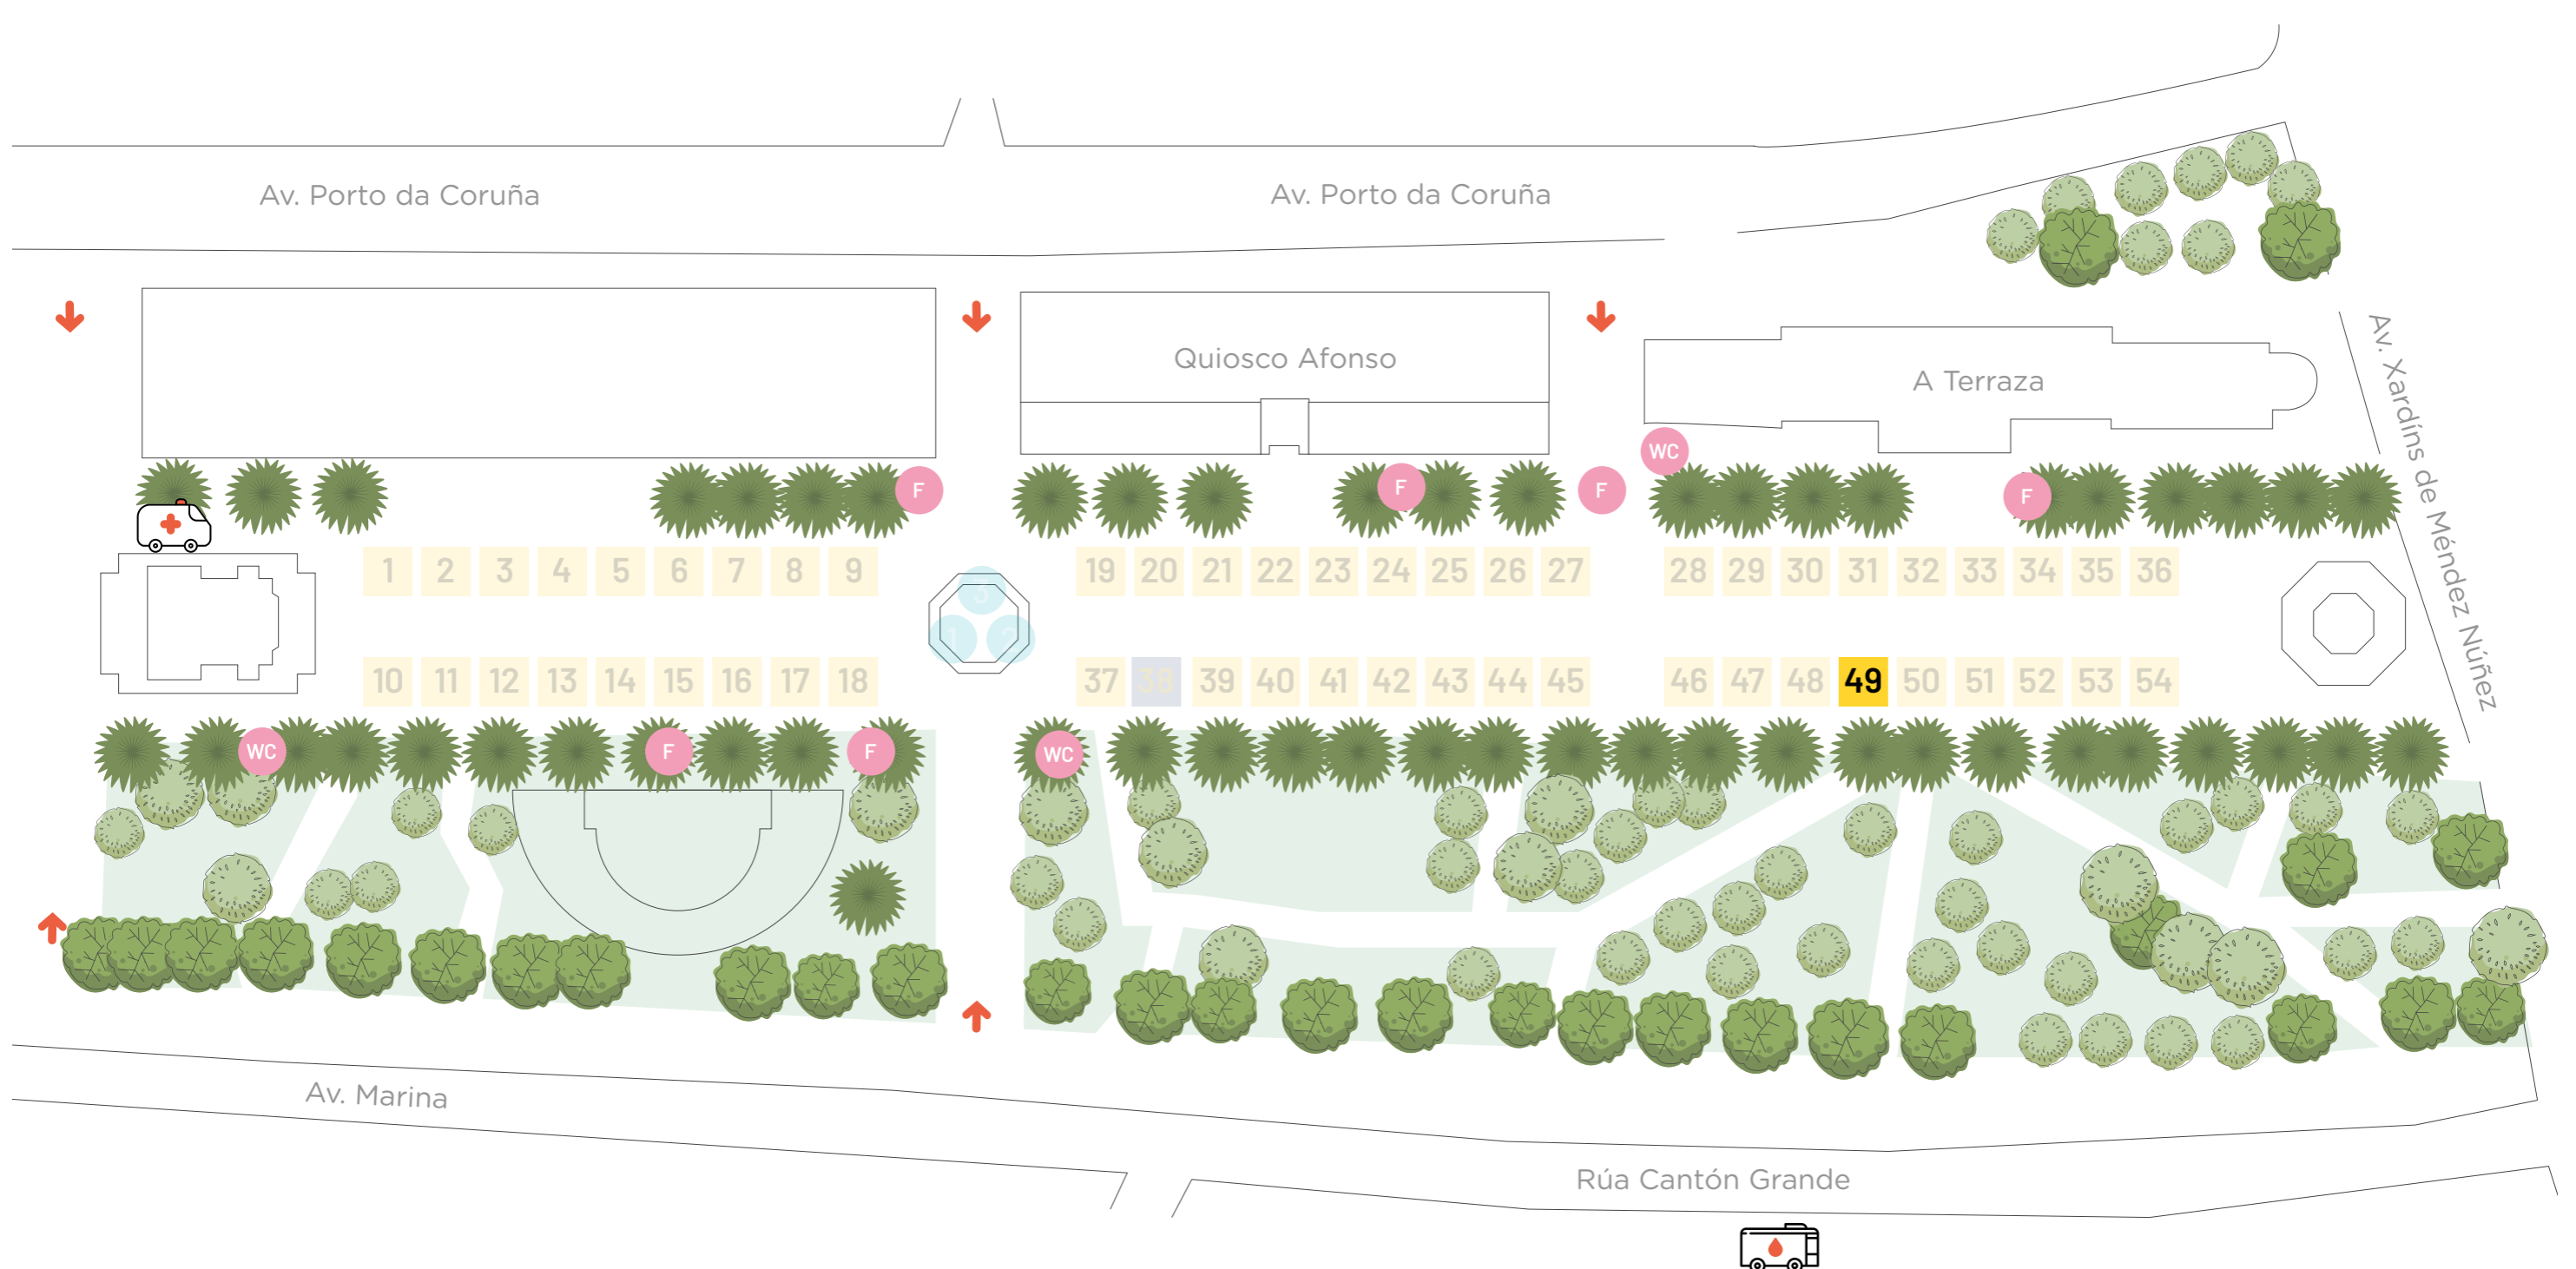 Av. Porto da Coruña
Av. Porto da Coruña
Quiosco Afonso
A Terraza
Av. Xardíns de Méndez Núñez
WC
F
F
F
F
1 2 3 4 5 6 7 8 9
19 20 21 22 23 24 25 26 27
28 29 30 31 32 33 34 35 36
3
1 2
10 11 12 13 14 15 16 17 18
37 38 39 40 41 42 43 44 45
46 47 48 49 50 51 52 53 54
WC
F
F
WC
Av. Marina
Rúa Cantón Grande